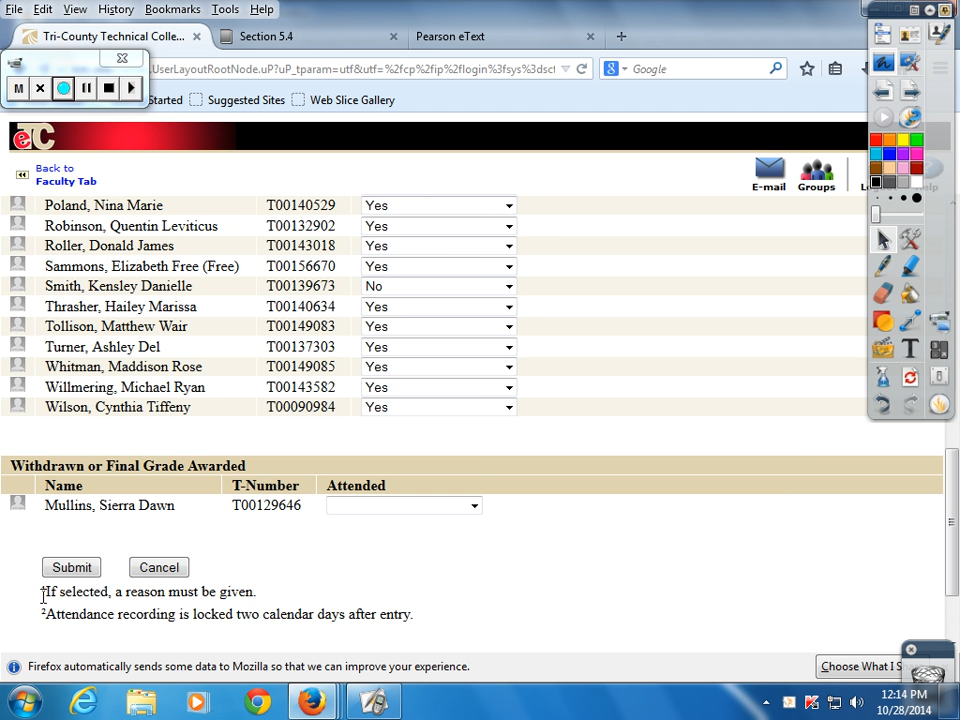 File Edit View History Bookmarks Tools Help
Tri-County Technical Colle... Section 5.4 Pearson eText
.UserLayoutRootNode.uP?uP_tparam=utf&utf=%2fcp%2fip%2flogin%3fsys%3dsct Google
M Started Suggested Sites Web Slice Gallery
eTC
Back to
Faculty Tab
E-mail Groups
Poland, Nina Marie T00140529 Yes
Robinson, Quentin Leviticus T00132902 Yes
Roller, Donald James T00143018 Yes
Sammons, Elizabeth Free (Free) T00156670 Yes
Smith, Kensley Danielle T00139673 No
Thrasher, Hailey Marissa T00140634 Yes
Tollison, Matthew Wair T00149083 Yes
Turner, Ashley Del T00137303 Yes
Whitman, Maddison Rose T00149085 Yes
Willmering, Michael Ryan T00143582 Yes
Wilson, Cynthia Tiffeny T00090984 Yes
Withdrawn or Final Grade Awarded
Name T-Number Attended
Mullins, Sierra Dawn T00129646
Submit Cancel
If selected, a reason must be given.
²Attendance recording is locked two calendar days after entry.
Firefox automatically sends some data to Mozilla so that we can improve your experience. Choose What I
12:14 PM
10/28/2014